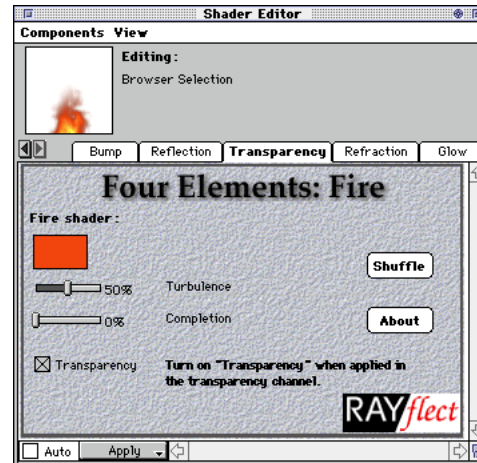 Shader Editor
Components View
Editing:
Browser Selection
Bump Reflection Transparency Refraction Glow
Four Elements: Fire
Fire shader:
Shuffle
50% Turbulence
0% Completion
About
Transparency
Turn on "Transparency" when applied in
the transparency channel.
RAYflect
Auto Apply